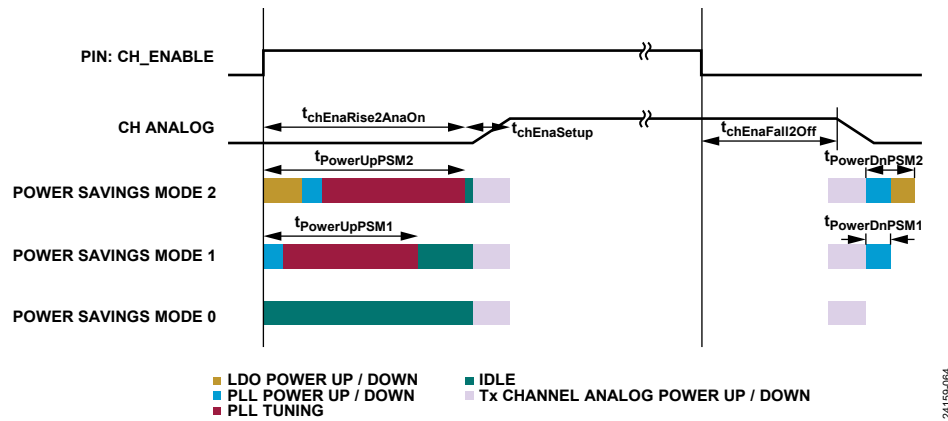 PIN: CH_ENABLE
CH ANALOG
tchEnaRise2AnaOn
tchEnaSetup
tchEnaFall2Off
tPowerUpPSM2
tPowerDnPSM2
POWER SAVINGS MODE 2
tPowerUpPSM1
tPowerDnPSM1
POWER SAVINGS MODE 1
POWER SAVINGS MODE 0
LDO POWER UP / DOWN
PLL POWER UP / DOWN
PLL TUNING
IDLE
Tx CHANNEL ANALOG POWER UP / DOWN
24159-064